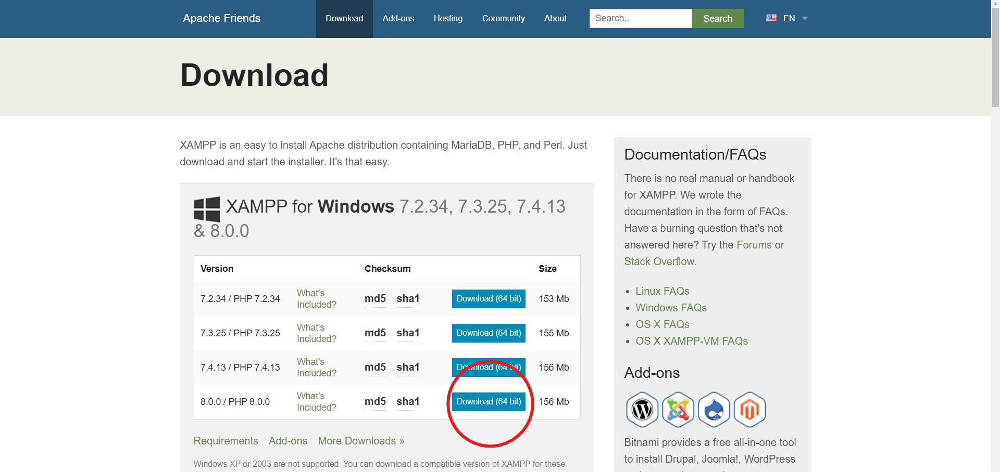 Apache Friends
Download
Add-ons
Hosting
Community
About
Search..
Search
EN
Download
XAMPP is an easy to install Apache distribution containing MariaDB, PHP, and Perl. Just
download and start the installer. It's that easy.
XAMPP for Windows 7.2.34, 7.3.25, 7.4.13
& 8.0.0
Version Checksum Size
7.2.34 / PHP 7.2.34 What's Included? md5 sha1 Download (64 bit) 153 Mb
7.3.25 / PHP 7.3.25 What's Included? md5 sha1 Download (64 bit) 155 Mb
7.4.13 / PHP 7.4.13 What's Included? md5 sha1 Download (64 bit) 156 Mb
8.0.0 / PHP 8.0.0 What's Included? md5 sha1 Download (64 bit) 156 Mb
Requirements Add-ons More Downloads »
Windows XP or 2003 are not supported. You can download a compatible version of XAMPP for these
Documentation/FAQs
There is no real manual or handbook
for XAMPP. We wrote the
documentation in the form of FAQs.
Have a burning question that's not
answered here? Try the Forums or
Stack Overflow.
• Linux FAQs
• Windows FAQs
• OS X FAQs
• OS X XAMPP-VM FAQs
Add-ons
Bitnami provides a free all-in-one tool
to install Drupal, Joomla!, WordPress